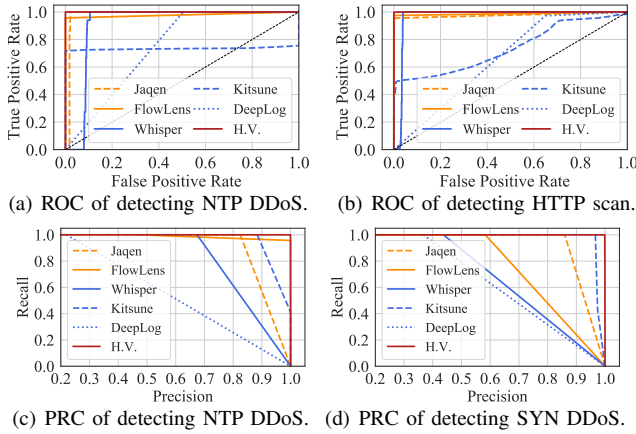 True Positive Rate
1.0
0.8
0.6
0.4
0.2
0.0
Jaqen
FlowLens
Whisper
Kitsune
DeepLog
H.V.
0.0 0.2 0.4 0.6 0.8 1.0
False Positive Rate
(a) ROC of detecting NTP DDoS.
True Positive Rate
1.0
0.8
0.6
0.4
0.2
0.0
Jaqen
FlowLens
Whisper
Kitsune
DeepLog
H.V.
0.0 0.2 0.4 0.6 0.8 1.0
False Positive Rate
(b) ROC of detecting HTTP scan.
Recall
1.0
0.8
0.6
0.4
0.2
0.0
Jaqen
FlowLens
Whisper
Kitsune
DeepLog
H.V.
0.2 0.3 0.4 0.5 0.6 0.7 0.8 0.9 1.0
Precision
(c) PRC of detecting NTP DDoS.
Recall
1.0
0.8
0.6
0.4
0.2
0.0
Jaqen
FlowLens
Whisper
Kitsune
DeepLog
H.V.
0.2 0.3 0.4 0.5 0.6 0.7 0.8 0.9 1.0
Precision
(d) PRC of detecting SYN DDoS.